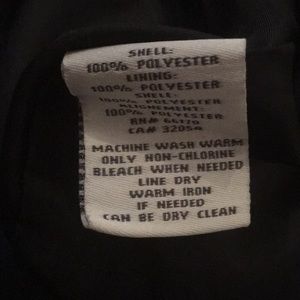 SHELL:
100% POLYESTER
LINING:
100% POLYESTER
SHELL:
100% POLYESTER
ALIGNEMENT:
100% POLYESTER
RN# 66170
CA# 32054
MACHINE WASH WARM
ONLY NON-CHLORINE
BLEACH WHEN NEEDED
LINE DRY
WARM IRON
IF NEEDED
CAN BE DRY CLEAN